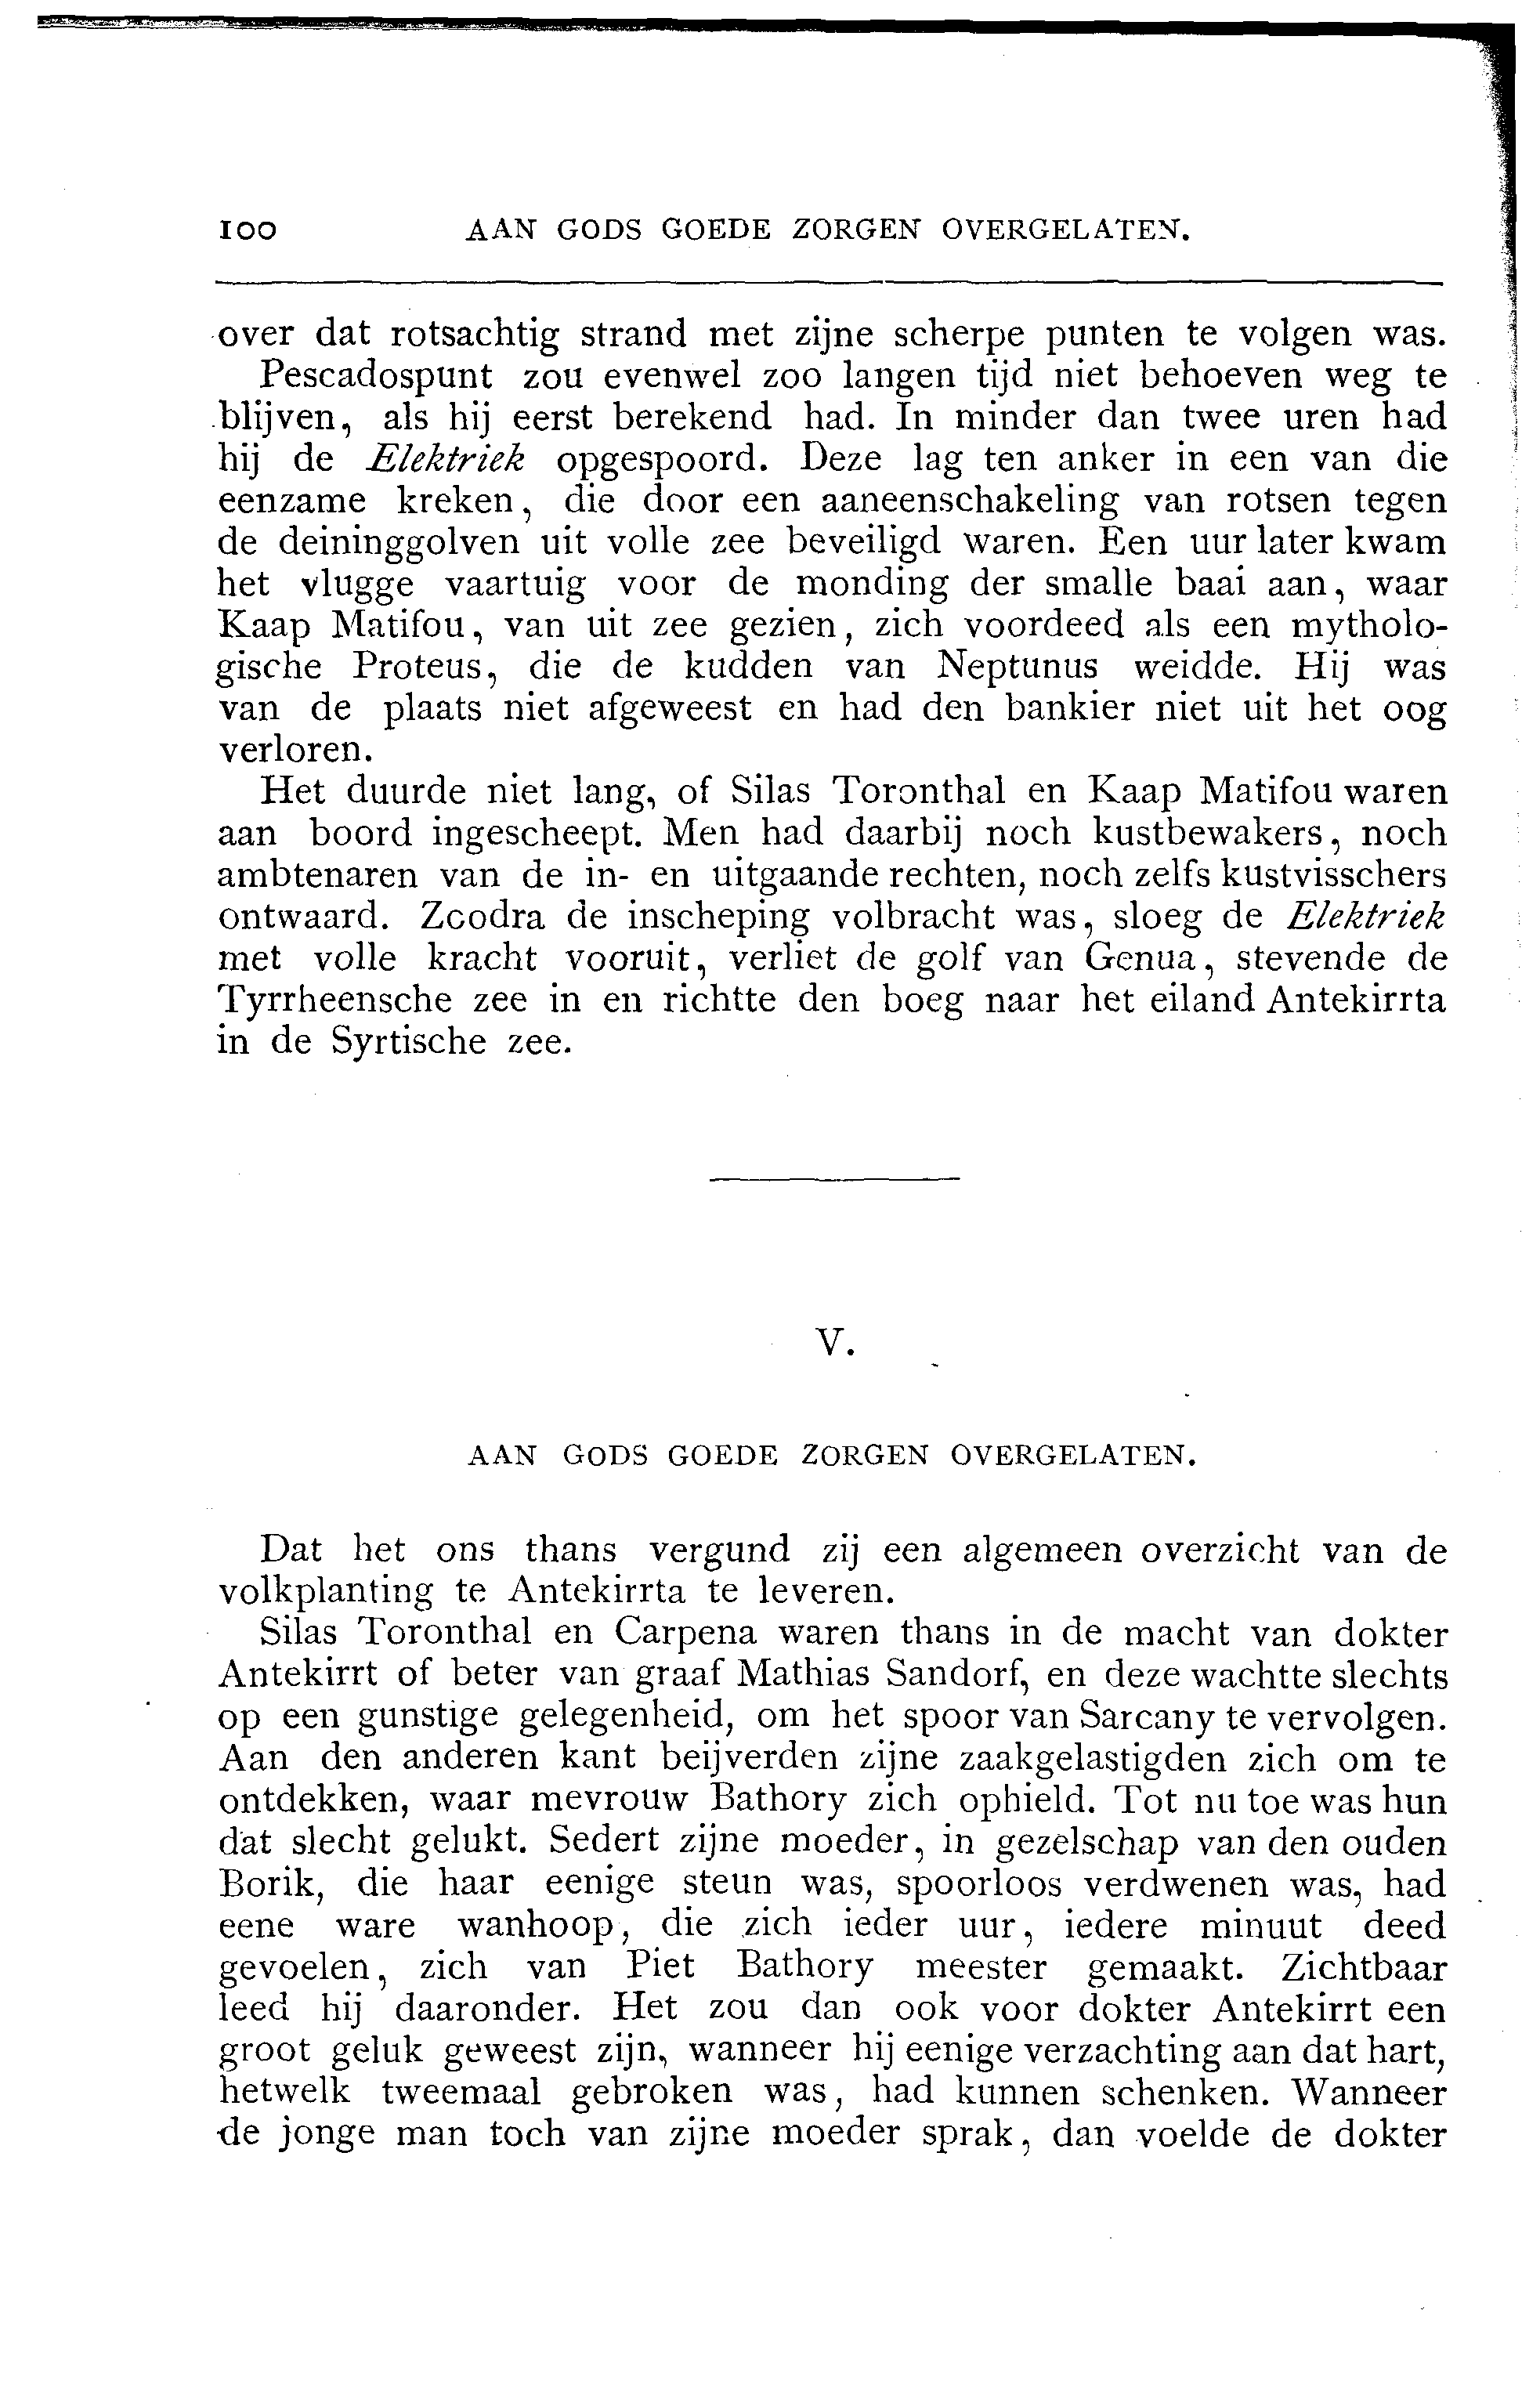 100 AAN GODS GOEDE ZORGEN OVERGELATEN.
over dat rotsachtig strand met zijne scherpe punten te volgen was.
Pescadospunt zou evenwel zoo langen tijd niet behoeven weg te
blijven, als hij eerst berekend had. In minder dan twee uren had
hij de Elektriek opgespoord. Deze lag ten anker in een van die
eenzame kreken, die door een aaneenschakeling van rotsen tegen
de deininggolven uit volle zee beveiligd waren. Een uur later kwam
het vlugge vaartuig voor de monding der smalle baai aan, waar
Kaap Matifou, van uit zee gezien, zich voordeed als een mytholo-
gische Proteus, die de kudden van Neptunus weidde. Hij was
van de plaats niet afgeweest en had den bankier niet uit het oog
verloren.
Het duurde niet lang, of Silas Toronthal en Kaap Matifou waren
aan boord ingescheept. Men had daarbij noch kustbewakers, noch
ambtenaren van de in- en uitgaande rechten, noch zelfs kustvisschers
ontwaard. Zoodra de inscheping volbracht was, sloeg de Elektriek
met volle kracht vooruit, verliet de golf van Genua, stevende de
Tyrrheensche zee in en richtte den boeg naar het eiland Antekirrta
in de Syrtische zee.
V.
AAN GODS GOEDE ZORGEN OVERGELATEN.
Dat het ons thans vergund zij een algemeen overzicht van de
volkplanting te Antekirrta te leveren.
Silas Toronthal en Carpena waren thans in de macht van dokter
Antekirrt of beter van graaf Mathias Sandorf, en deze wachtte slechts
op een gunstige gelegenheid, om het spoor van Sarcany te vervolgen.
Aan den anderen kant beijverden zijne zaakgelastigden zich om te
ontdekken, waar mevrouw Bathory zich ophield. Tot nu toe was hun
dat slecht gelukt. Sedert zijne moeder, in gezelschap van den ouden
Borik, die haar eenige steun was, spoorloos verdwenen was, had
eene ware wanhoop, die zich ieder uur, iedere minuut deed
gevoelen, zich van Piet Bathory meester gemaakt. Zichtbaar
leed hij daaronder. Het zou dan ook voor dokter Antekirrt een
groot geluk geweest zijn, wanneer hij eenige verzachting aan dat hart,
hetwelk tweemaal gebroken was, had kunnen schenken. Wanneer
de jonge man toch van zijne moeder sprak, dan voelde de dokter